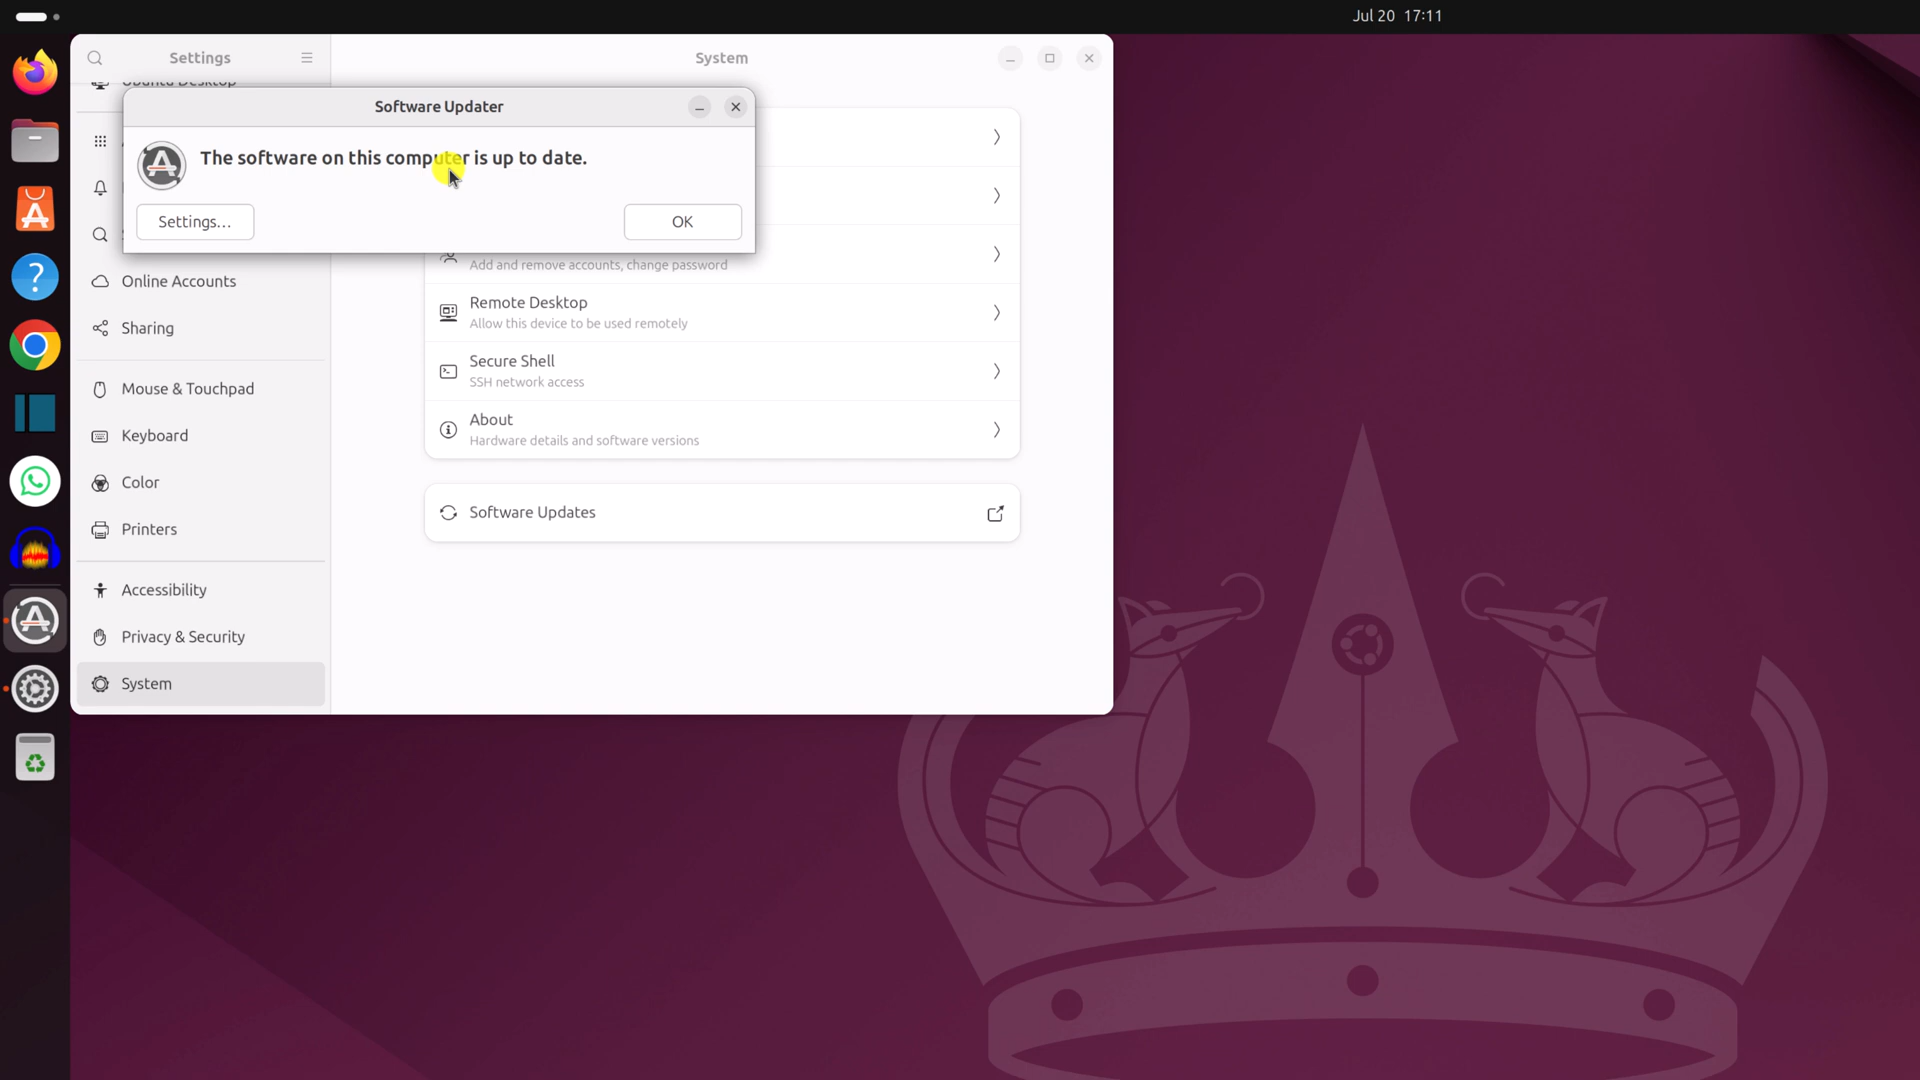 Jul 20 17:11
Settings
System
Ubuntu Desktop
Software Updater
The software on this computer is up to date.
Settings...
OK
Online Accounts
Sharing
Mouse & Touchpad
Keyboard
Color
Printers
Accessibility
Privacy & Security
System
Add and remove accounts, change password
Remote Desktop
Allow this device to be used remotely
Secure Shell
SSH network access
About
Hardware details and software versions
Software Updates